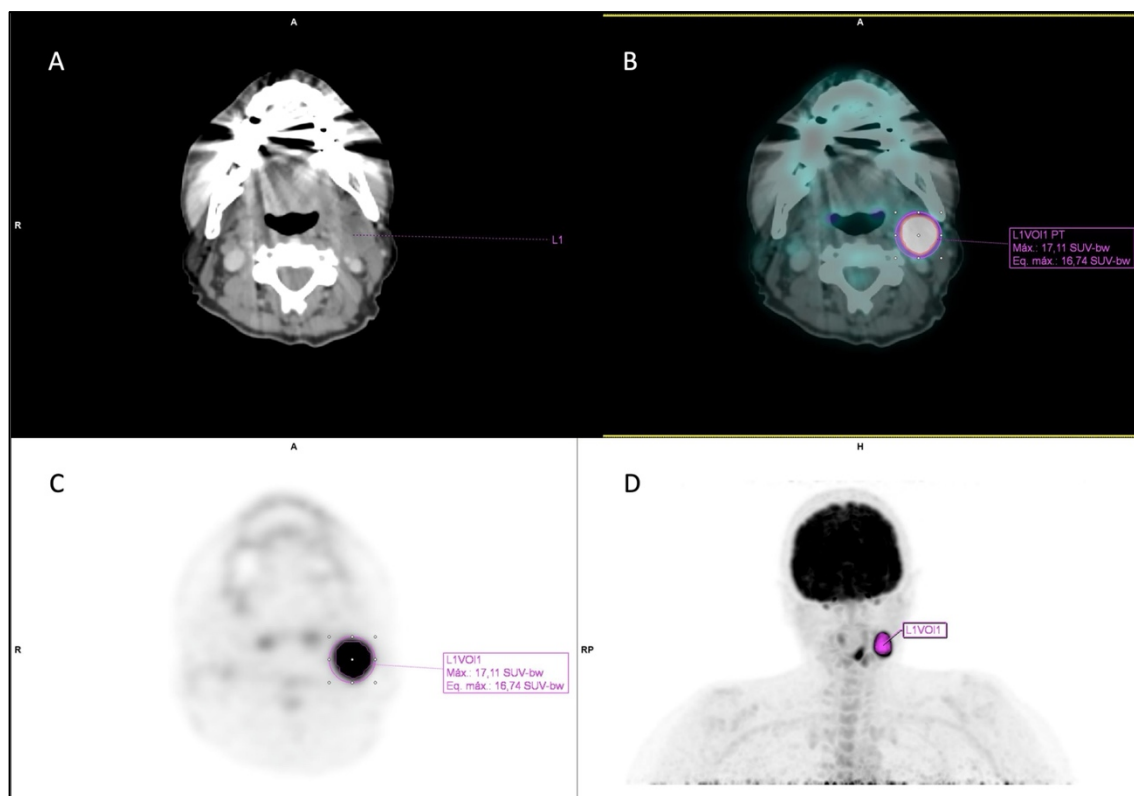 A
A
R
L1
A
B
L1VOI1 PT
Máx.: 17,11 SUV-bw
Eq. máx.: 16,74 SUV-bw
A
C
R
L1VOI1
Máx.: 17,11 SUV-bw
Eq. máx.: 16,74 SUV-bw
H
D
RP
L1VOI1